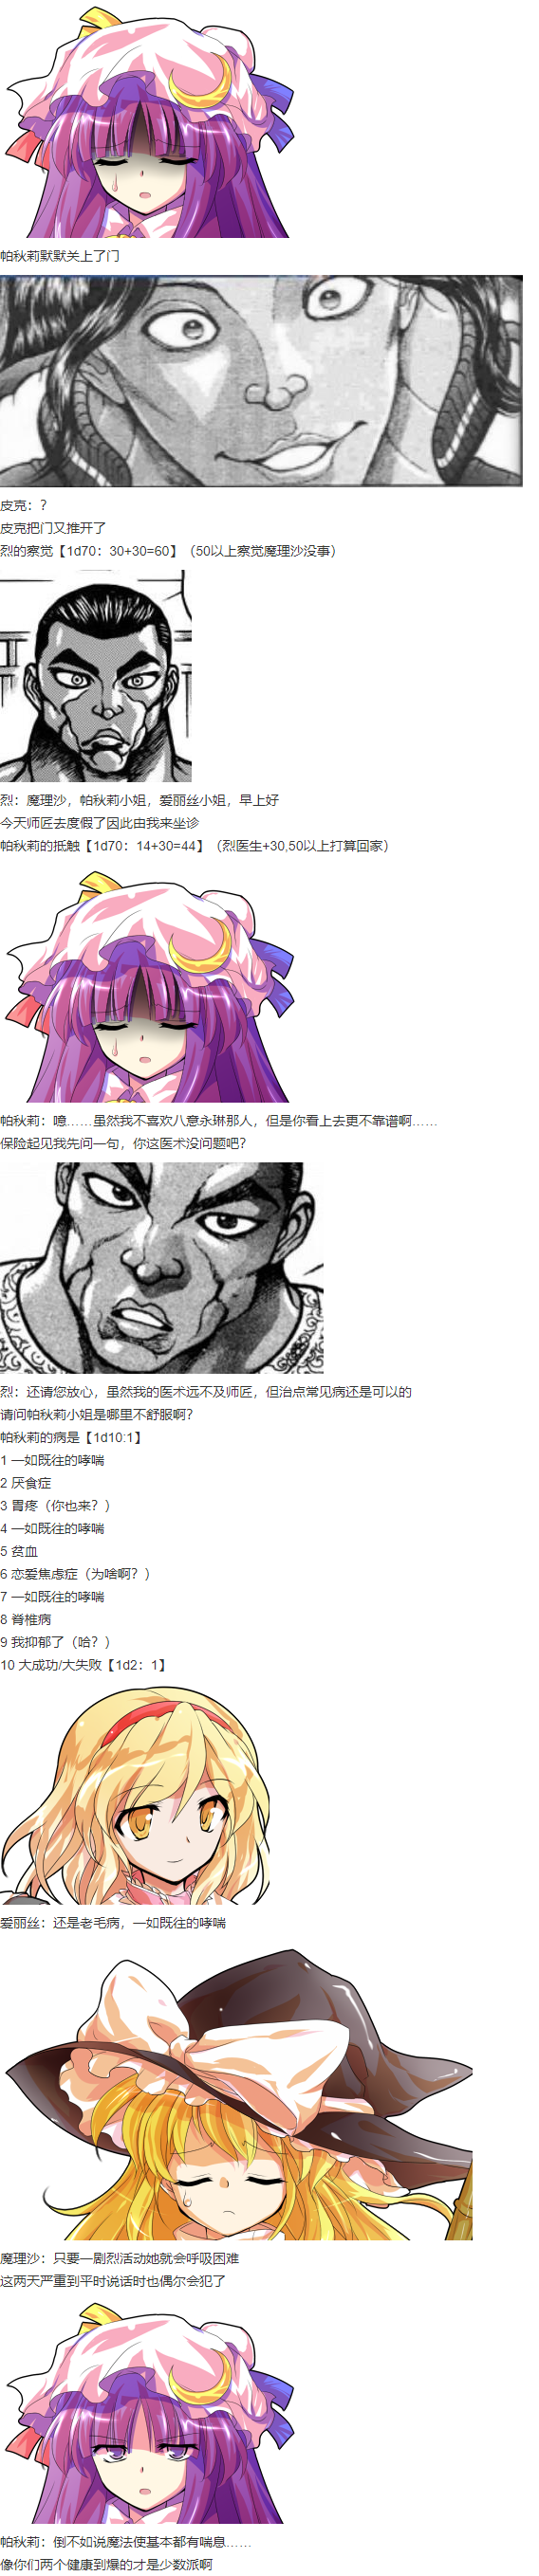 帕秋莉默默关上了门
皮克：？
皮克把门又推开了
烈的察觉【1d70：30+30=60】（50以上察觉魔理沙没事）
烈：魔理沙，帕秋莉小姐，爱丽丝小姐，早上好
今天师匠去度假了因此由我来坐诊
帕秋莉的抵触【1d70：14+30=44】（烈医生+30,50以上打算回家）
帕秋莉：噫……虽然我不喜欢八意永琳那人，但是你看上去更不靠谱啊……
保险起见我先问一句，你这医术没问题吧？
烈：还请您放心，虽然我的医术远不及师匠，但治点常见病还是可以的
请问帕秋莉小姐是哪里不舒服啊？
帕秋莉的病是【1d10:1】
1 一如既往的哮喘
2 厌食症
3 胃疼（你也来？）
4 一如既往的哮喘
5 贫血
6 恋爱焦虑症（为啥啊？）
7 一如既往的哮喘
8 脊椎病
9 我抑郁了（哈？）
10 大成功/大失败【1d2：1】
爱丽丝：还是老毛病，一如既往的哮喘
魔理沙：只要一剧烈活动她就会呼吸困难
这两天严重到平时说话时也偶尔会犯了
帕秋莉：倒不如说魔法使基本都有喘息……
像你们两个健康到爆的才是少数派啊